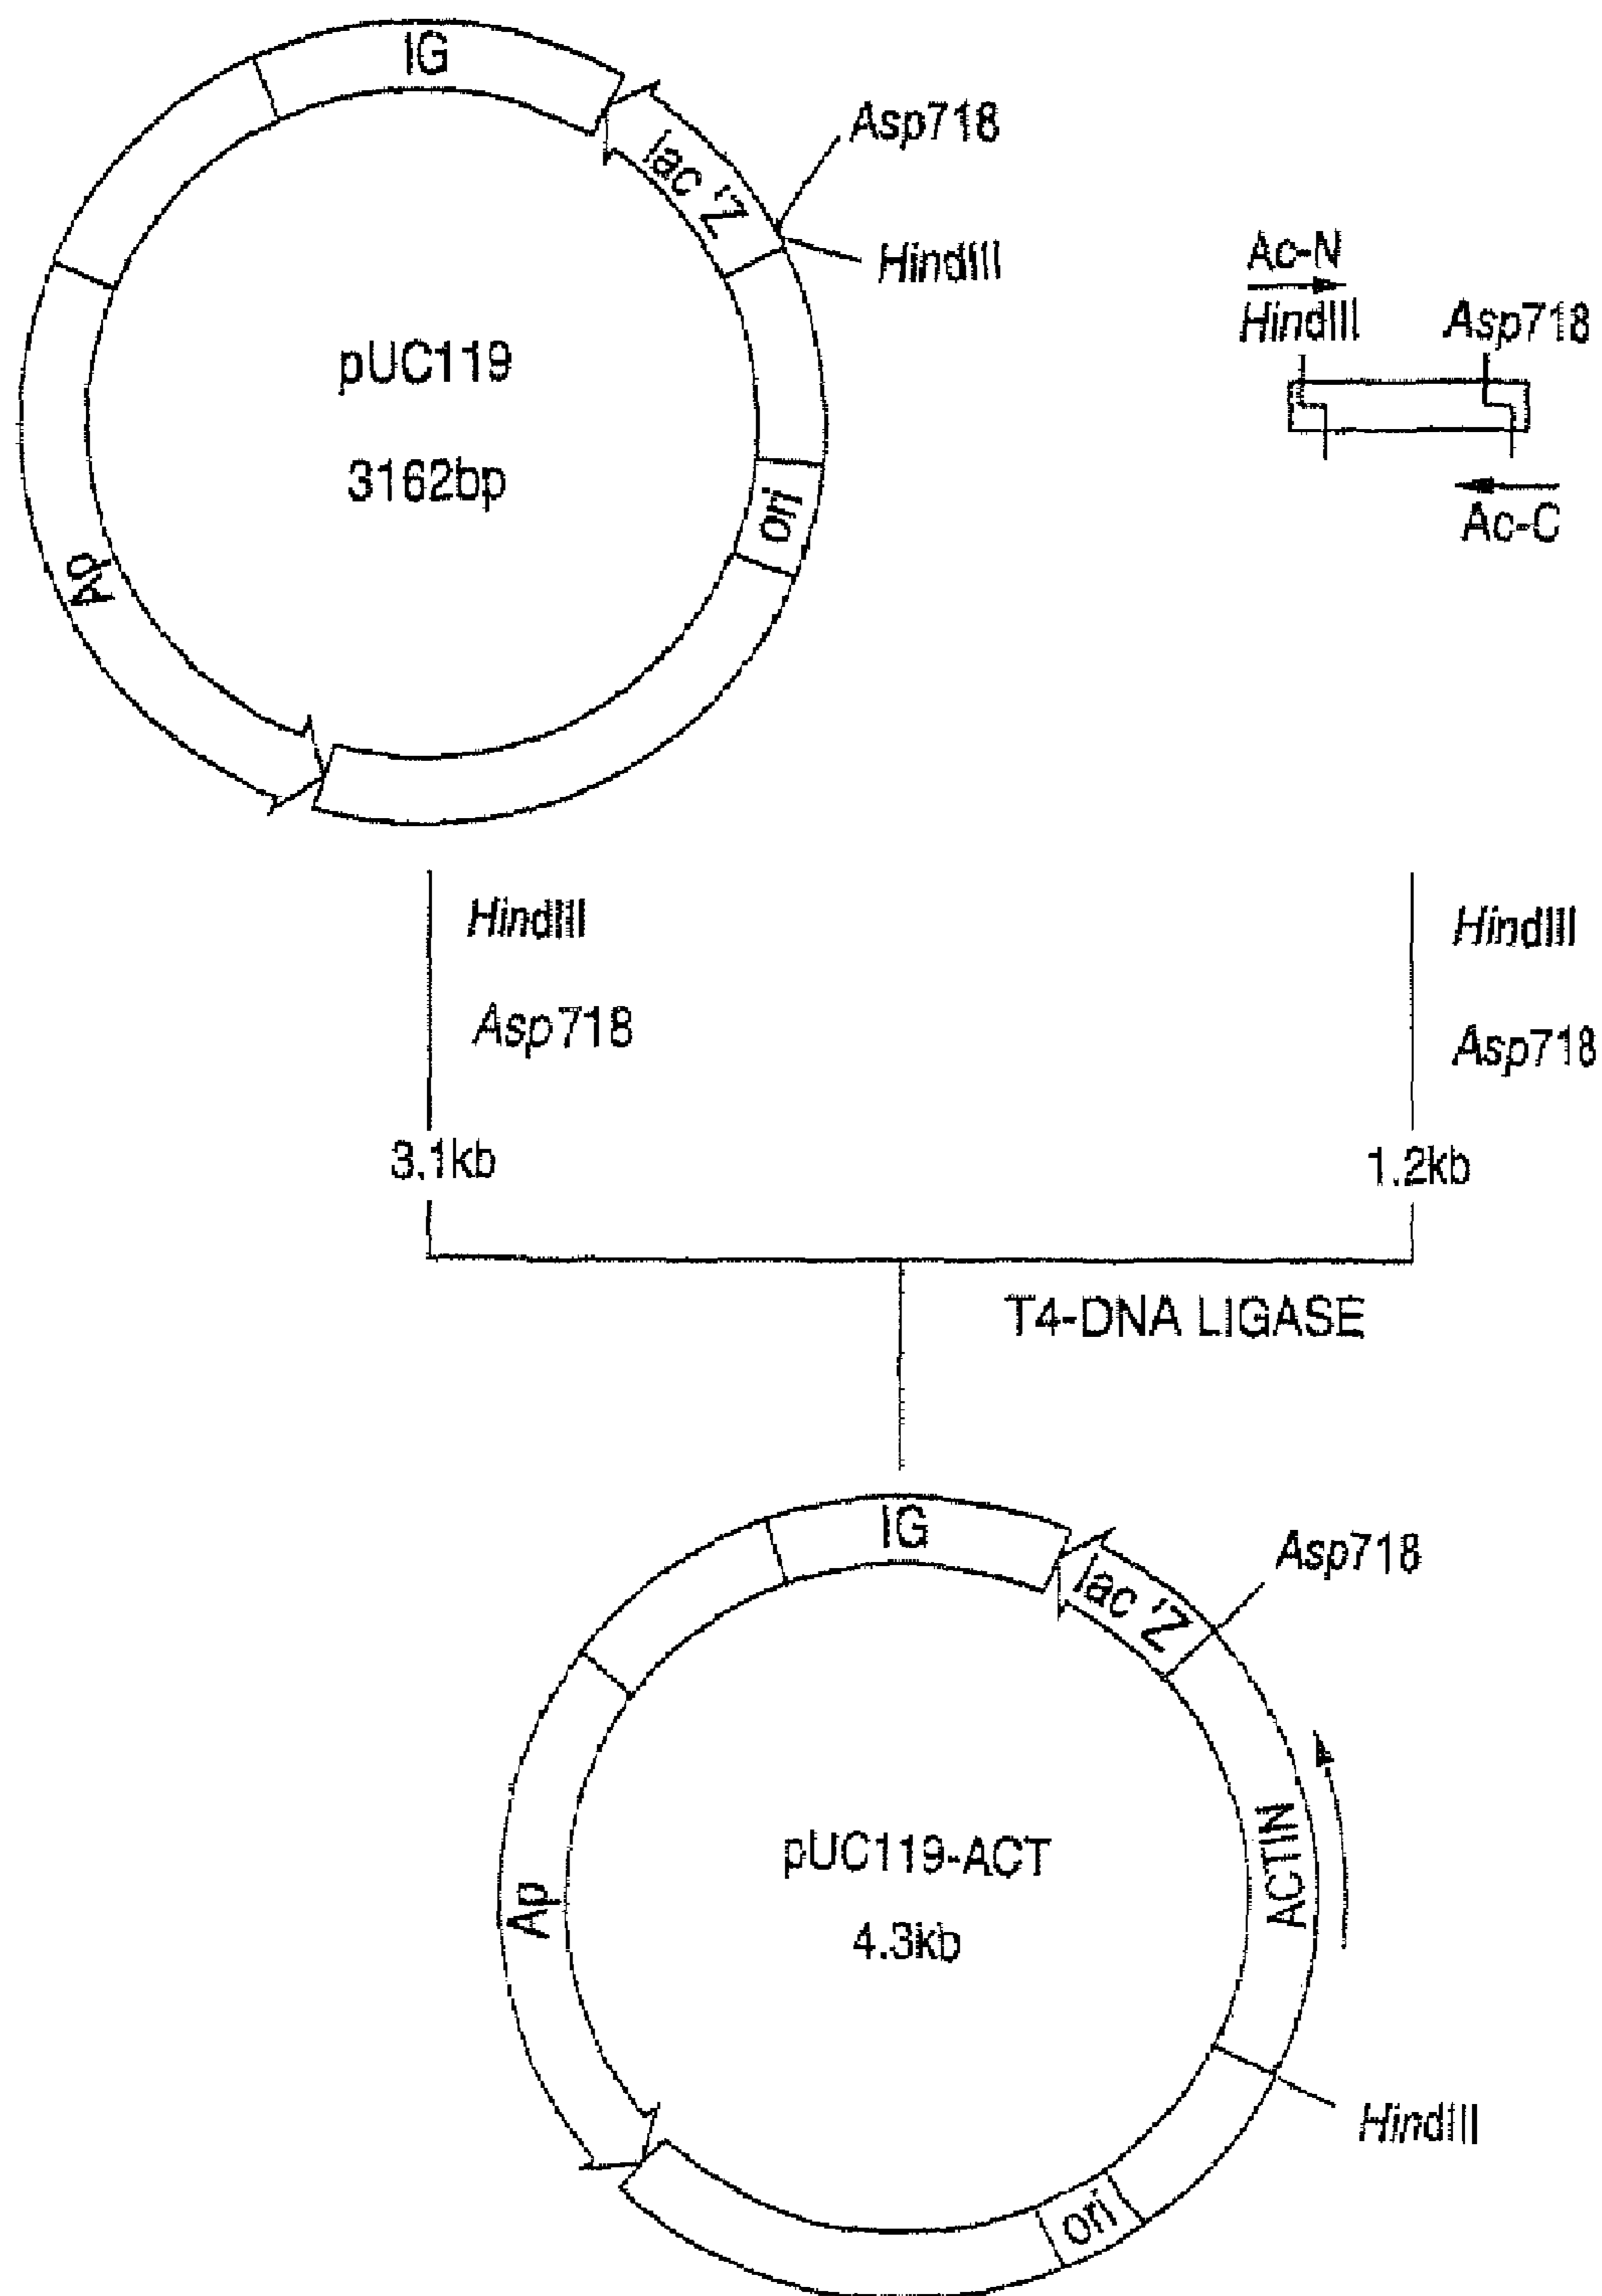 IG
lac 'Z
Asp718
HindIII
pUC119
3162bp
ori
Ap
Ac-N
HindIII
Asp718
Ac-C
HindIII
Asp718
3.1kb
HindIII
Asp718
1.2kb
T4-DNA LIGASE
IG
lac 'Z
Asp718
ACTIN
pUC119-ACT
4.3kb
Ap
HindIII
ori